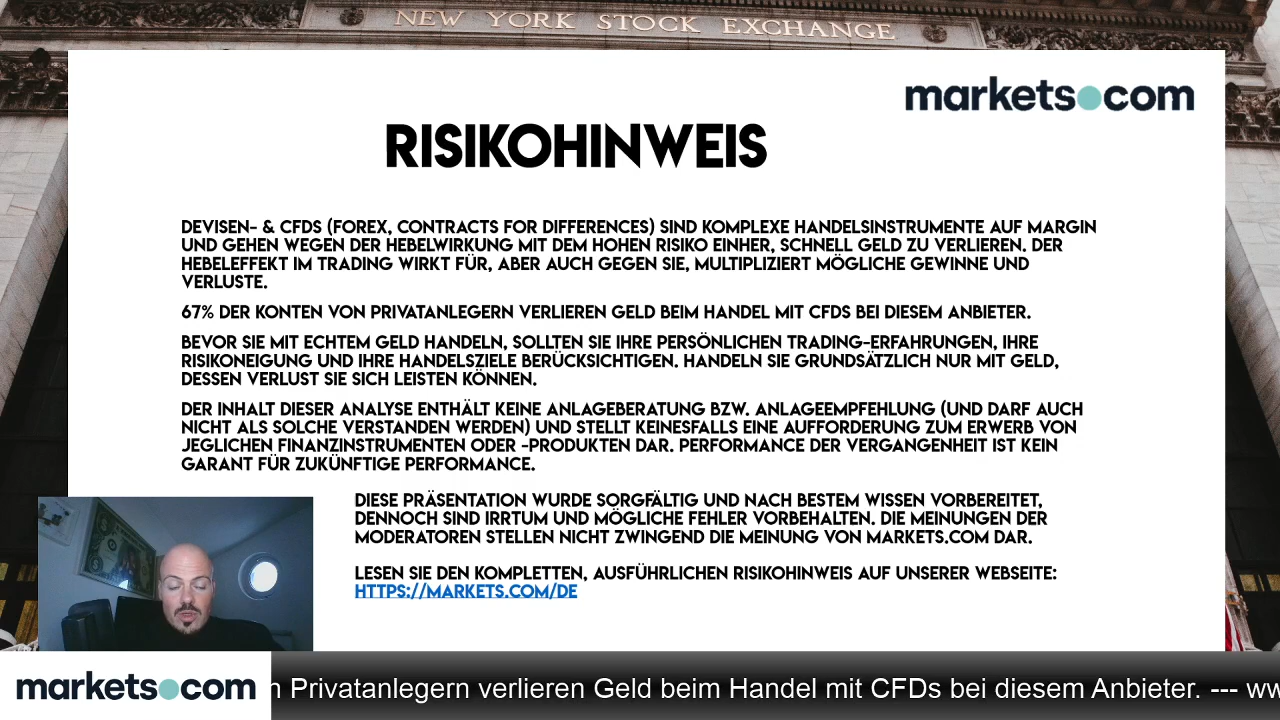 NEW YORK STOCK EXCHANGE
markets.com
RISIKOHINWEIS
DEVISEN- & CFDS (FOREX, CONTRACTS FOR DIFFERENCES) SIND KOMPLEXE HANDELSINSTRUMENTE AUF MARGIN
UND GEHEN WEGEN DER HEBELWIRKUNG MIT DEM HOHEN RISIKO EINHER, SCHNELL GELD ZU VERLIEREN. DER
HEBELEFFEKT IM TRADING WIRKT FÜR, ABER AUCH GEGEN SIE, MULTIPLIZIERT MÖGLICHE GEWINNE UND
VERLUSTE.
67% DER KONTEN VON PRIVATANLEGERN VERLIEREN GELD BEIM HANDEL MIT CFDS BEI DIESEM ANBIETER.
BEVOR SIE MIT ECHTEM GELD HANDELN, SOLLTEN SIE IHRE PERSÖNLICHEN TRADING-ERFAHRUNGEN, IHRE
RISIKONEIGUNG UND IHRE HANDELSZIELE BERÜCKSICHTIGEN. HANDELN SIE GRUNDSÄTZLICH NUR MIT GELD,
DESSEN VERLUST SIE SICH LEISTEN KÖNNEN.
DER INHALT DIESER ANALYSE ENTHÄLT KEINE ANLAGEBERATUNG BZW. ANLAGEEMPFEHLUNG (UND DARF AUCH
NICHT ALS SOLCHE VERSTANDEN WERDEN) UND STELLT KEINESFALLS EINE AUFFORDERUNG ZUM ERWERB VON
JEGLICHEN FINANZINSTRUMENTEN ODER -PRODUKTEN DAR. PERFORMANCE DER VERGANGENHEIT IST KEIN
GARANT FÜR ZUKÜNFTIGE PERFORMANCE.
DIESE PRÄSENTATION WURDE SORGFÄLTIG UND NACH BESTEM WISSEN VORBEREITET,
DENNOCH SIND IRRTUM UND MÖGLICHE FEHLER VORBEHALTEN. DIE MEINUNGEN DER
MODERATOREN STELLEN NICHT ZWINGEND DIE MEINUNG VON MARKETS.COM DAR.
LESEN SIE DEN KOMPLETTEN, AUSFÜHRLICHEN RISIKOHINWEIS AUF UNSERER WEBSEITE:
HTTPS://MARKETS.COM/DE
markets.com
n Privatanlegern verlieren Geld beim Handel mit CFDs bei diesem Anbieter. --- ww